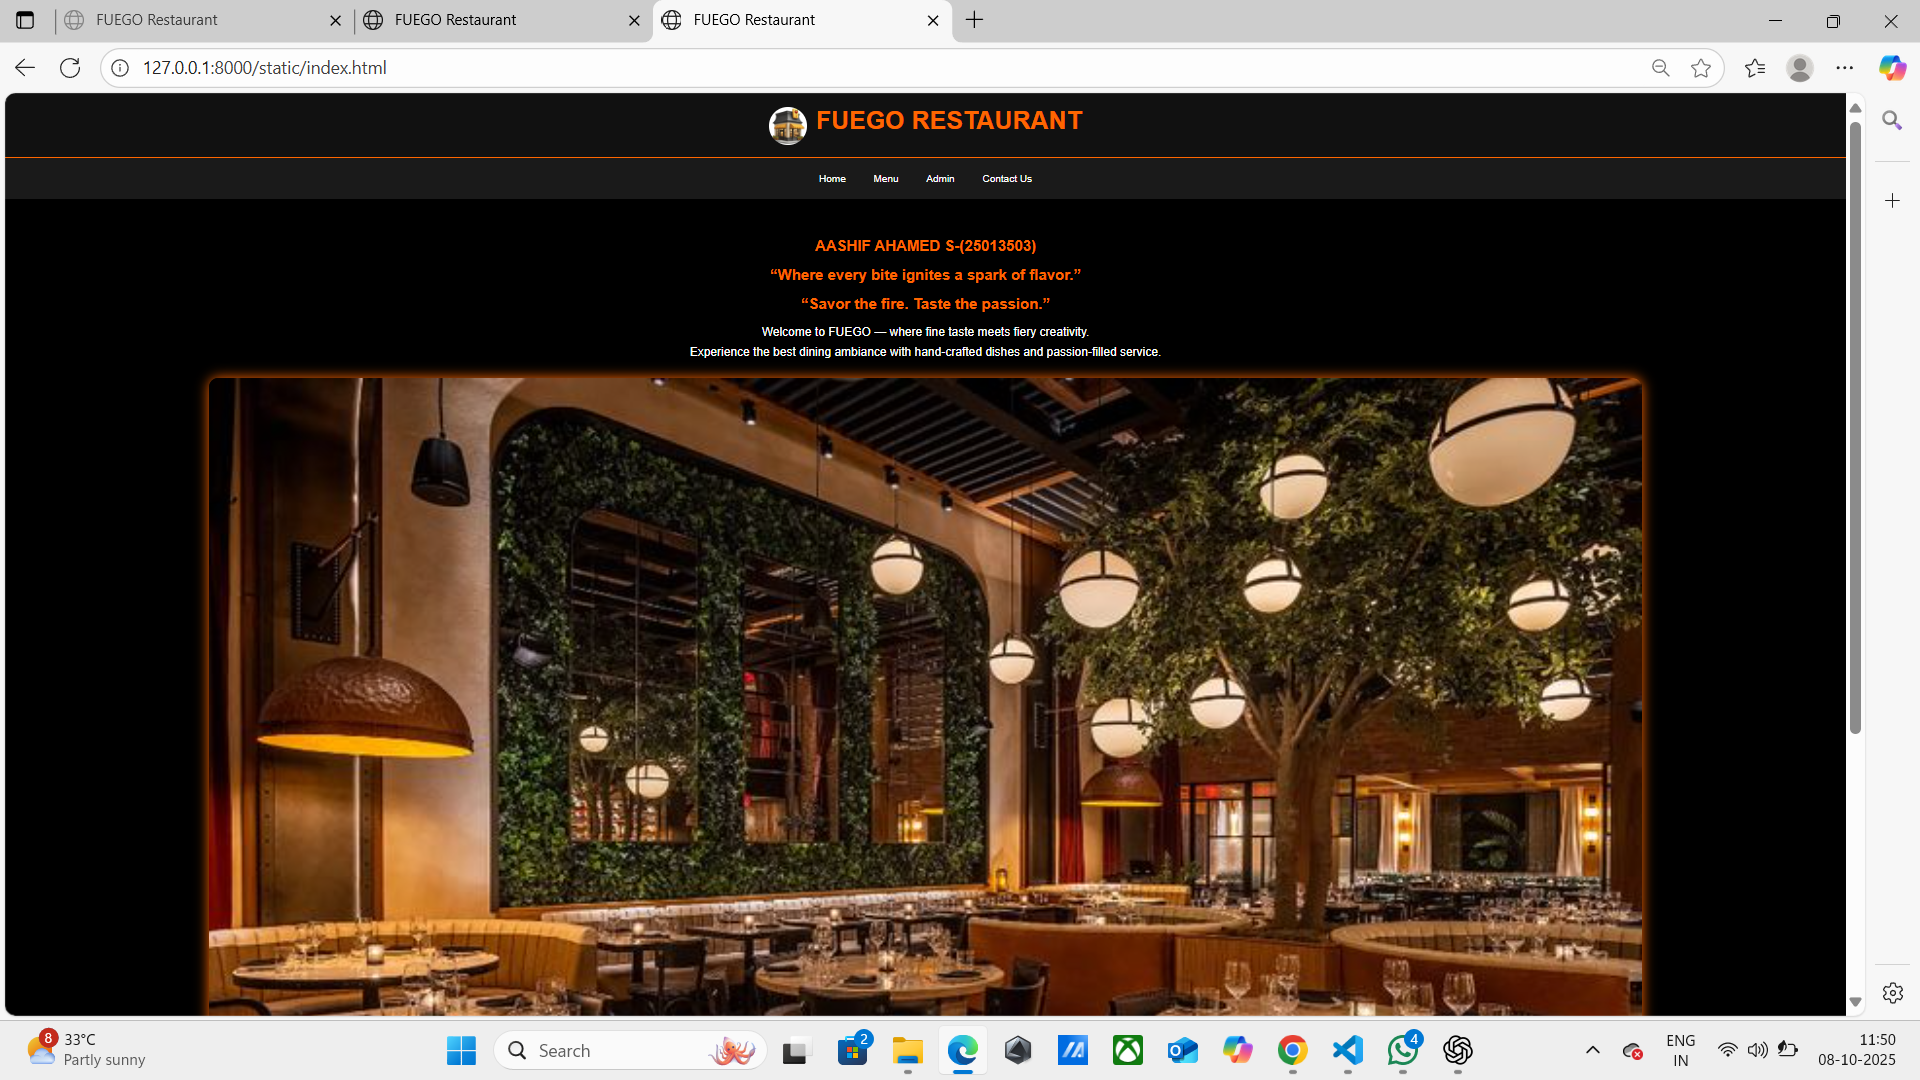 FUEGO Restaurant
FUEGO Restaurant
FUEGO Restaurant
127.0.0.1:8000/static/index.html
FUEGO RESTAURANT
Home Menu Admin Contact Us
AASHIF AHAMED S-(25013503)
“Where every bite ignites a spark of flavor.”
“Savor the fire. Taste the passion.”
Welcome to FUEGO — where fine taste meets fiery creativity.
Experience the best dining ambiance with hand-crafted dishes and passion-filled service.
8
33°C
Partly sunny
Search
2
4
ENG
IN
11:50
08-10-2025